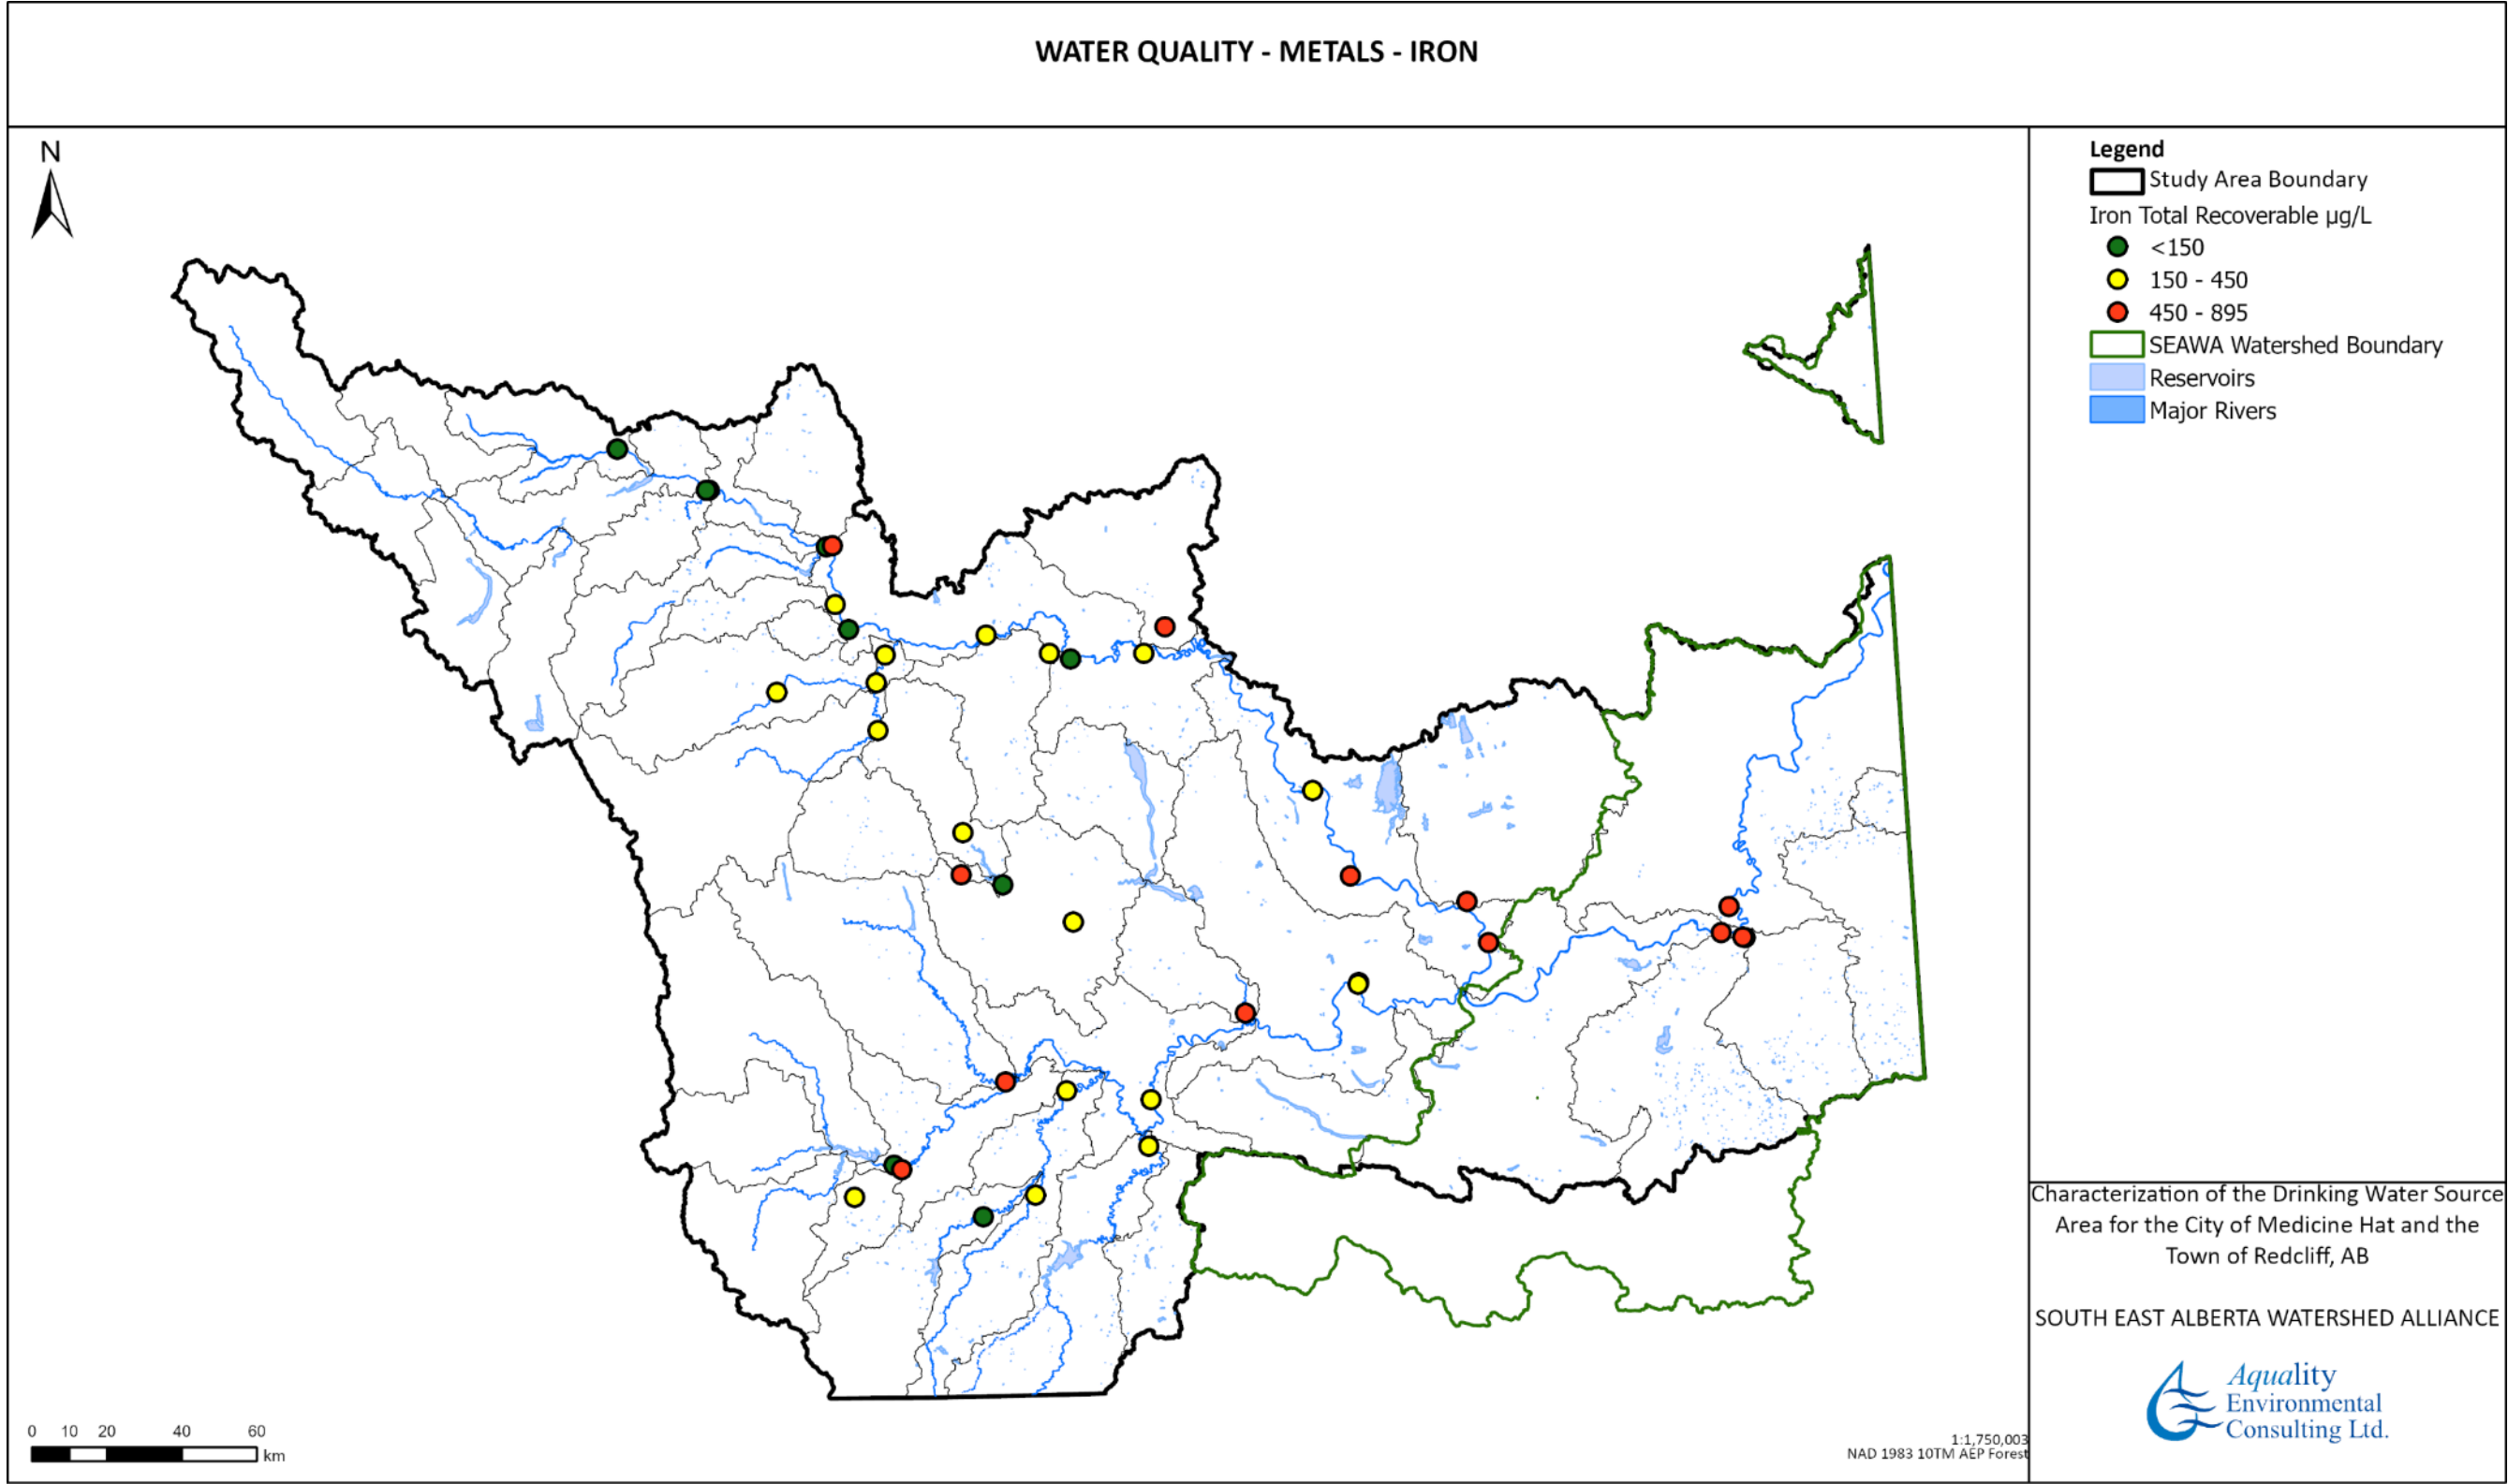 WATER QUALITY - METALS - IRON
N
Legend
Study Area Boundary
Iron Total Recoverable µg/L
<150
150 - 450
450 - 895
SEAWA Watershed Boundary
Reservoirs
Major Rivers
0 10 20 40 60
km
1:1,750,003
NAD 1983 10TM AEP Forest
Characterization of the Drinking Water Source
Area for the City of Medicine Hat and the
Town of Redcliff, AB
SOUTH EAST ALBERTA WATERSHED ALLIANCE
Aquality
Environmental
Consulting Ltd.